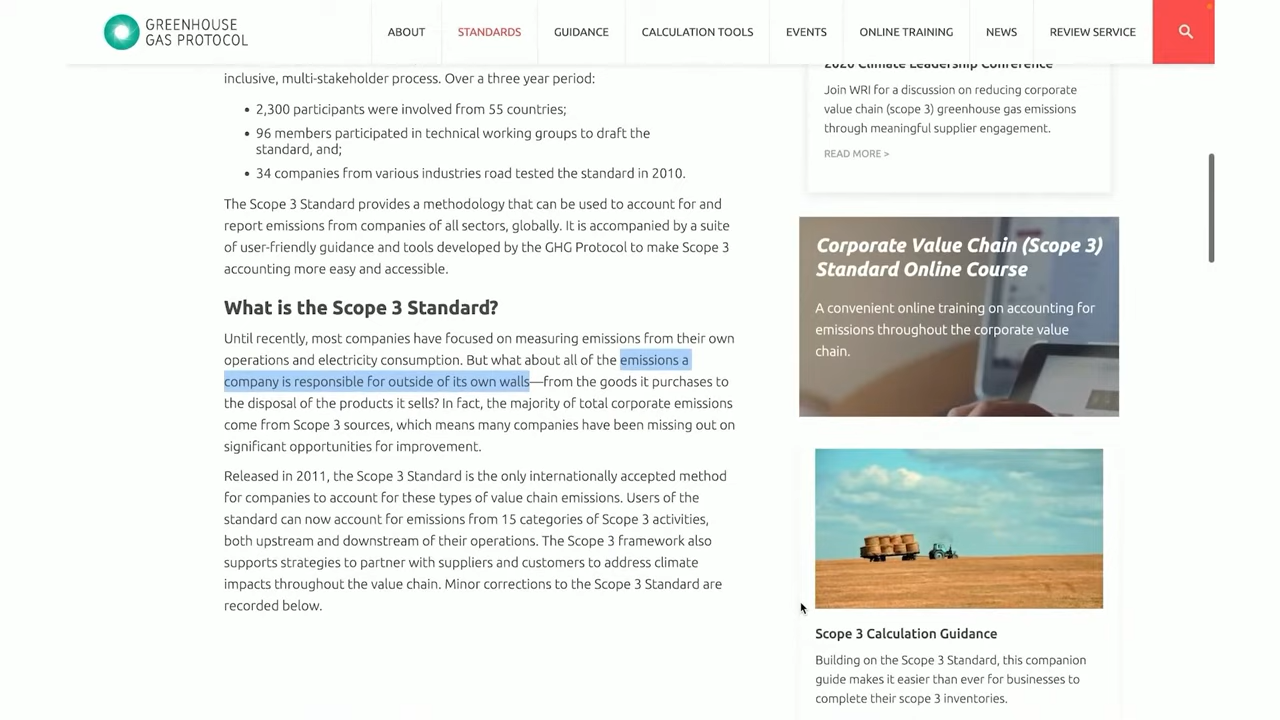 GREENHOUSE
GAS PROTOCOL
ABOUT
STANDARDS
GUIDANCE
CALCULATION TOOLS
EVENTS
ONLINE TRAINING
NEWS
REVIEW SERVICE
inclusive, multi-stakeholder process. Over a three year period:
• 2,300 participants were involved from 55 countries;
• 96 members participated in technical working groups to draft the
standard, and;
• 34 companies from various industries road tested the standard in 2010.
The Scope 3 Standard provides a methodology that can be used to account for and
report emissions from companies of all sectors, globally. It is accompanied by a suite
of user-friendly guidance and tools developed by the GHG Protocol to make Scope 3
accounting more easy and accessible.
What is the Scope 3 Standard?
Until recently, most companies have focused on measuring emissions from their own
operations and electricity consumption. But what about all of the emissions a
company is responsible for outside of its own walls—from the goods it purchases to
the disposal of the products it sells? In fact, the majority of total corporate emissions
come from Scope 3 sources, which means many companies have been missing out on
significant opportunities for improvement.
Released in 2011, the Scope 3 Standard is the only internationally accepted method
for companies to account for these types of value chain emissions. Users of the
standard can now account for emissions from 15 categories of Scope 3 activities,
both upstream and downstream of their operations. The Scope 3 framework also
supports strategies to partner with suppliers and customers to address climate
impacts throughout the value chain. Minor corrections to the Scope 3 Standard are
recorded below.
2020 Climate Leadership Conference
Join WRI for a discussion on reducing corporate
value chain (scope 3) greenhouse gas emissions
through meaningful supplier engagement.
READ MORE >
Corporate Value Chain (Scope 3)
Standard Online Course
A convenient online training on accounting for
emissions throughout the corporate value
chain.
Scope 3 Calculation Guidance
Building on the Scope 3 Standard, this companion
guide makes it easier than ever for businesses to
complete their scope 3 inventories.